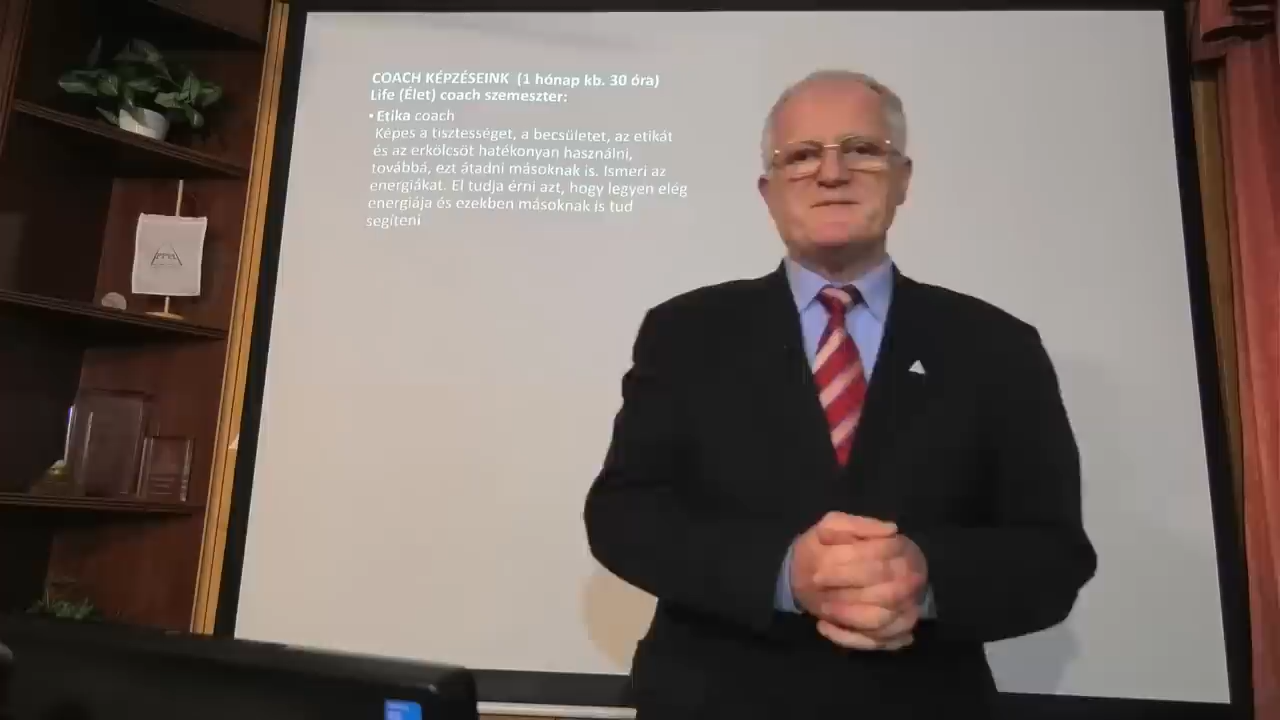 COACH KÉPZÉSEINK (1 hónap kb. 30 óra)
Life (Élet) coach szemeszter:
• Etika coach
Képes a tisztességet, a becsületet, az etikát
és az erkölcsöt hatékonyan használni,
továbbá, ezt átadni másoknak is. Ismeri az
energiákat. El tudja érni azt, hogy legyen elég
energiája és ezekben másoknak is tud
segíteni